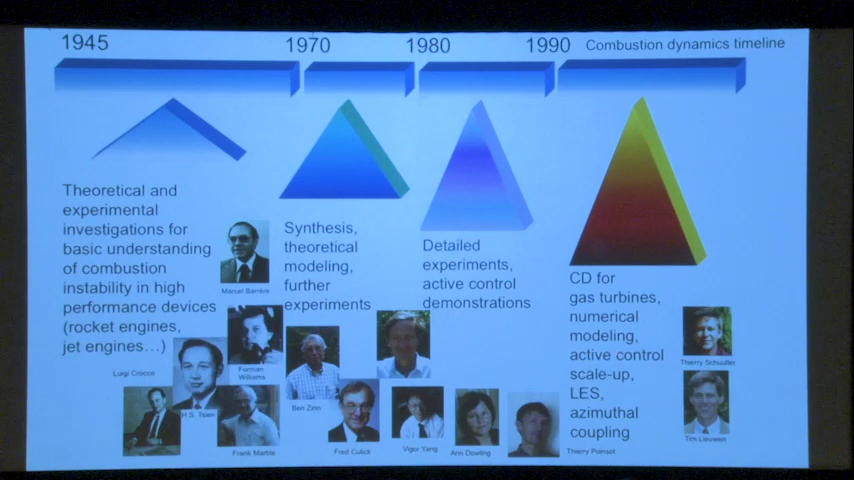 1945
1970
1980
1990
Combustion dynamics timeline
Theoretical and
experimental
investigations for
basic understanding
of combustion
instability in high
performance devices
(rocket engines,
jet engines…)
Synthesis,
theoretical
modeling,
further
experiments
Detailed
experiments,
active control
demonstrations
CD for
gas turbines,
numerical
modeling,
active control
scale-up,
LES,
azimuthal
coupling
Marcel Barrère
Luigi Crocco
Forman
Williams
H.S. Tsien
Frank Marble
Ben Zinn
Fred Culick
Vigor Yang
Ann Dowling
Thierry Poinsot
Thierry Schuuller
Tim Lieuwen